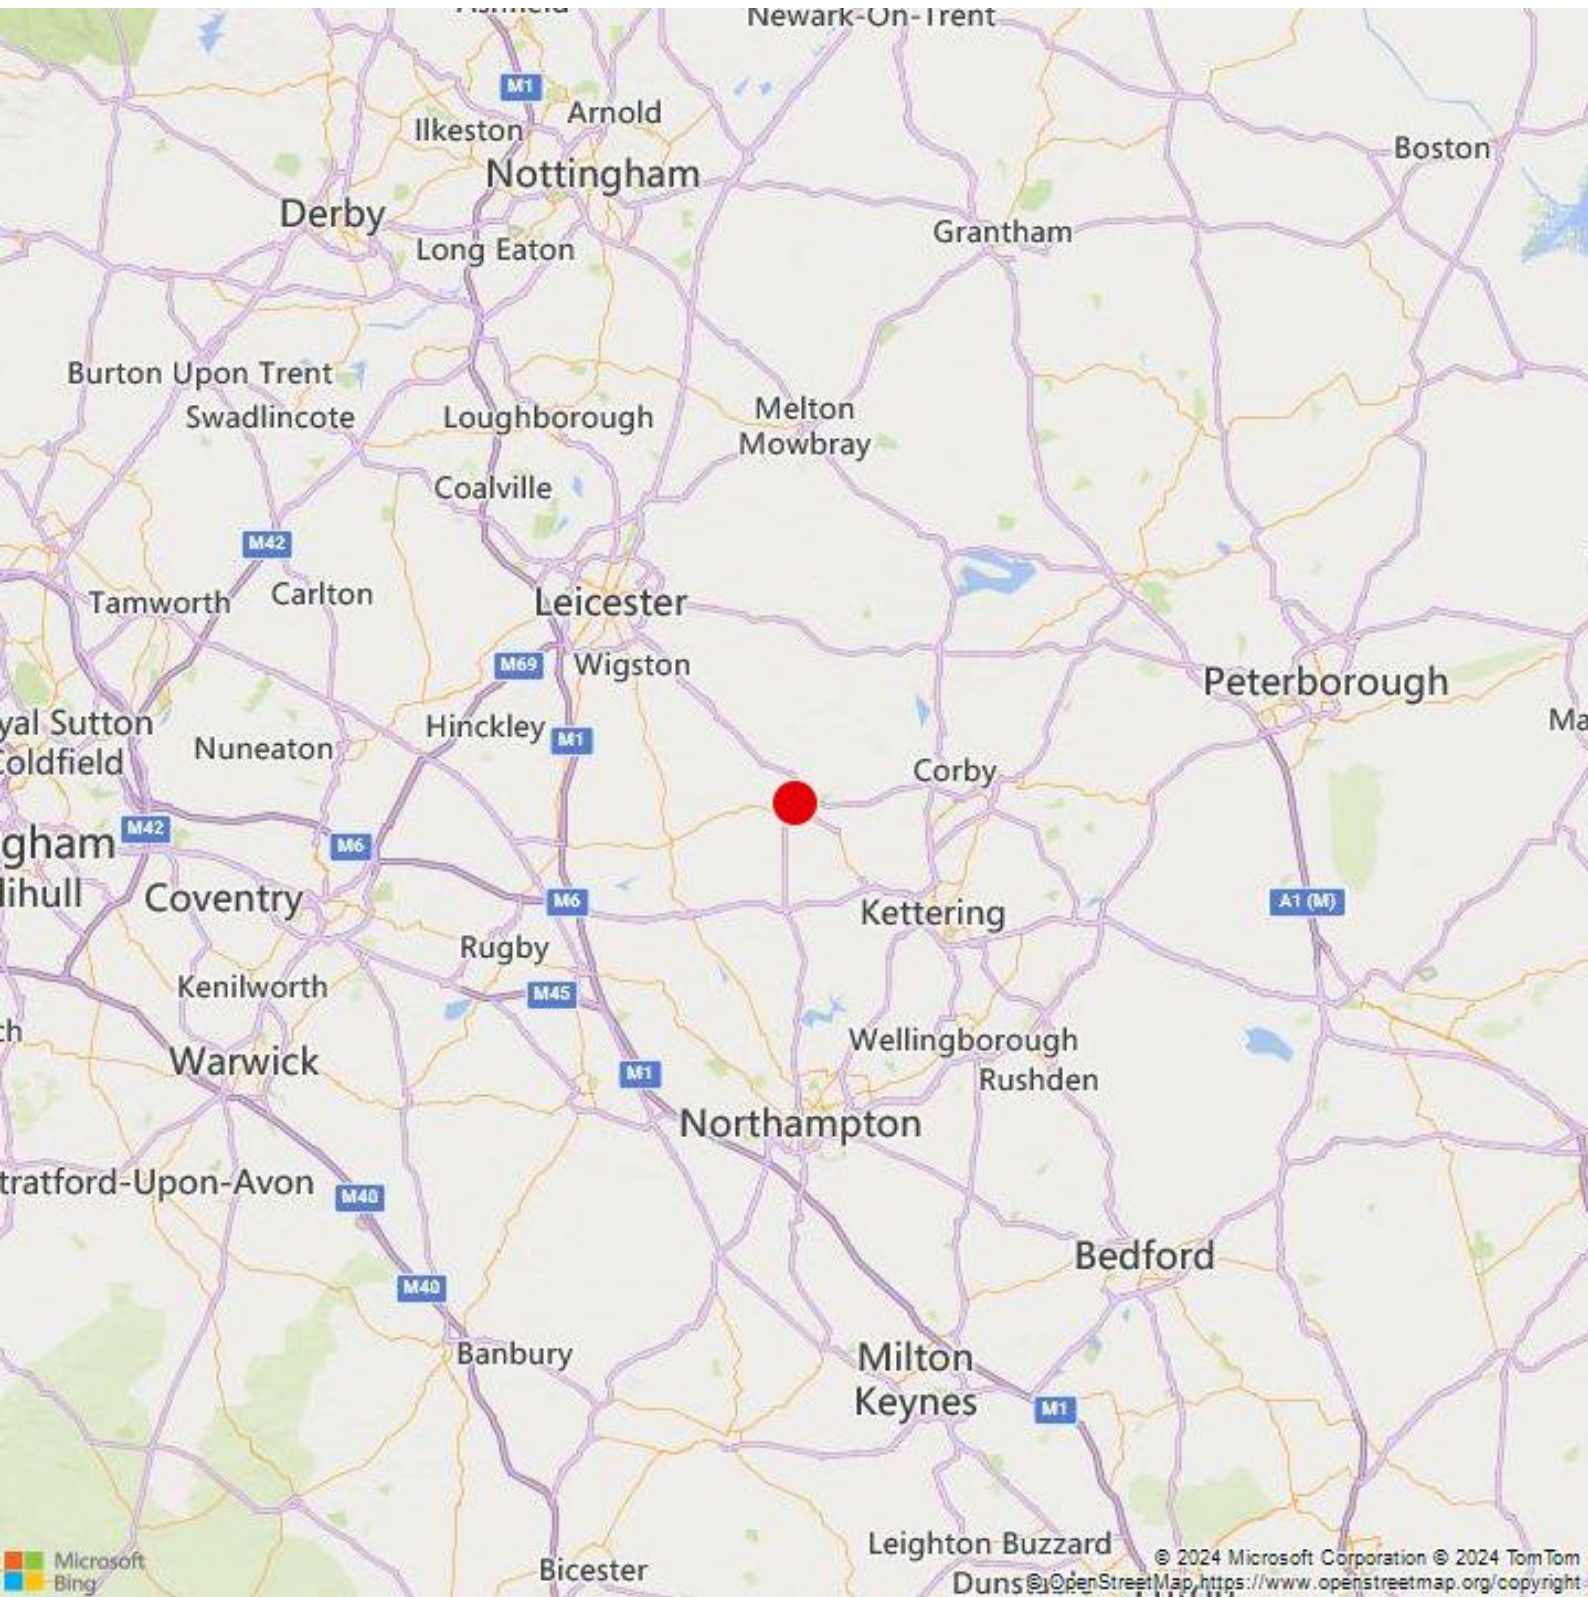 Newark-On-Trent
M1
Arnold
Ilkeston
Boston
Nottingham
Derby
Grantham
Long Eaton
Burton Upon Trent
Swadlincote
Loughborough
Melton
Mowbray
Coalville
M42
Tamworth
Carlton
Leicester
M69
Wigston
Peterborough
yal Sutton
Coldfield
Hinckley
M1
Nuneaton
Ma
Corby
M42
gham
M6
lihull
Coventry
M6
A1 (M)
Kettering
Rugby
Kenilworth
M45
ch
Warwick
Wellingborough
Rushden
M1
Northampton
tratford-Upon-Avon
M40
Bedford
M40
Banbury
Milton
Keynes
M1
Leighton Buzzard
Microsoft
Bing
Bicester
© 2024 Microsoft Corporation © 2024 TomTom
© OpenStreetMap https://www.openstreetmap.org/copyright